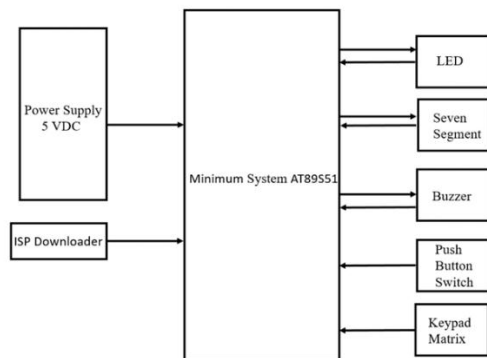 Power Supply
5 VDC
ISP Downloader
Minimum System AT89S51
LED
Seven
Segment
Buzzer
Push
Button
Switch
Keypad
Matrix